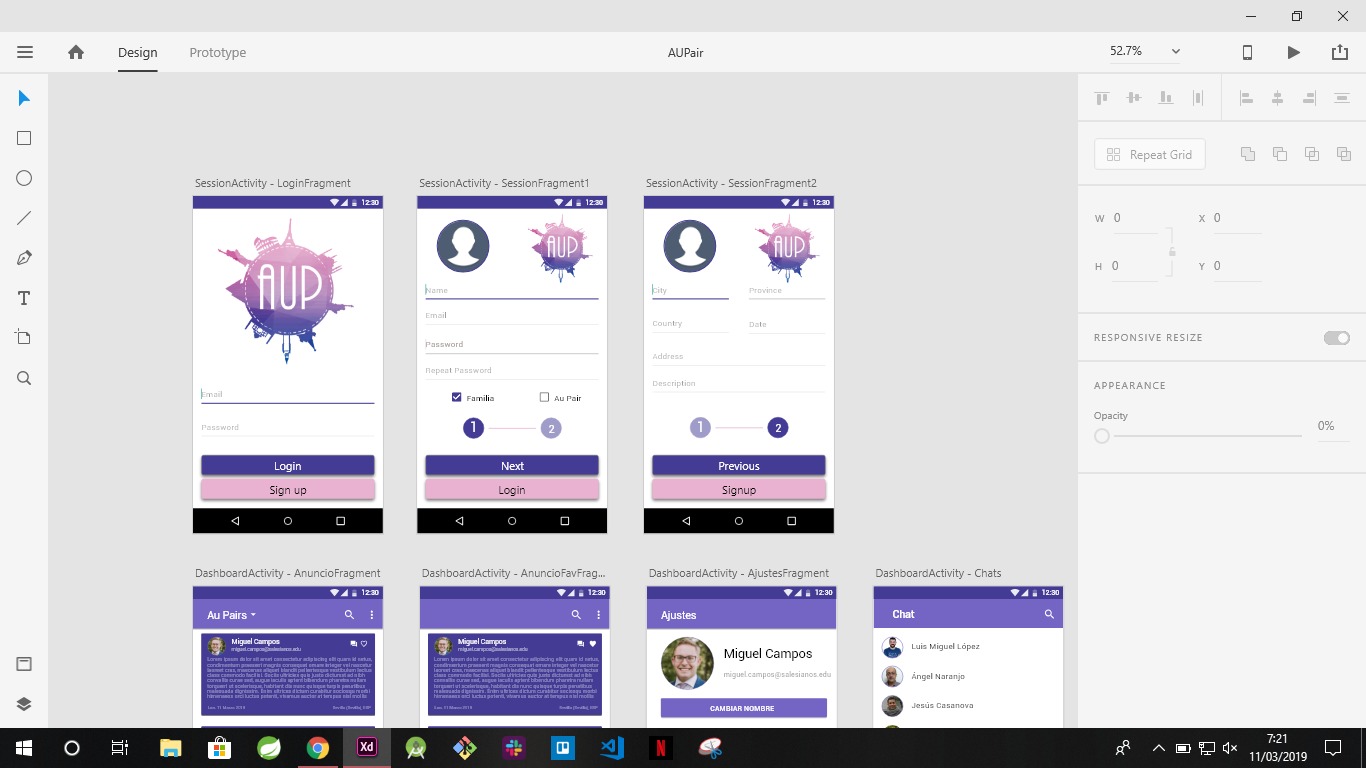 Design
Prototype
AUPair
52.7%
Repeat Grid
W 0
X 0
H 0
Y 0
RESPONSIVE RESIZE
APPEARANCE
Opacity
0%
SessionActivity - LoginFragment
12:30
AUP
Email
Password
Login
Sign up
SessionActivity - SessionFragment1
12:30
AUP
Name
Email
Password
Repeat Password
Familia
Au Pair
1
2
Next
Login
SessionActivity - SessionFragment2
12:30
AUP
City
Province
Country
Date
Address
Description
1
2
Previous
Signup
DashboardActivity - AnuncioFragment
12:30
Au Pairs
Miguel Campos
miguel.campos@salesianos.edu
DashboardActivity - AnuncioFavFrag...
12:30
Miguel Campos
miguel.campos@salesianos.edu
DashboardActivity - AjustesFragment
12:30
Ajustes
Miguel Campos
miguel.campos@salesianos.edu
CAMBIAR NOMBRE
DashboardActivity - Chats
12:30
Chat
Luis Miguel López
Ángel Naranjo
Jesús Casanova
Xd
N
7:21
11/03/2019